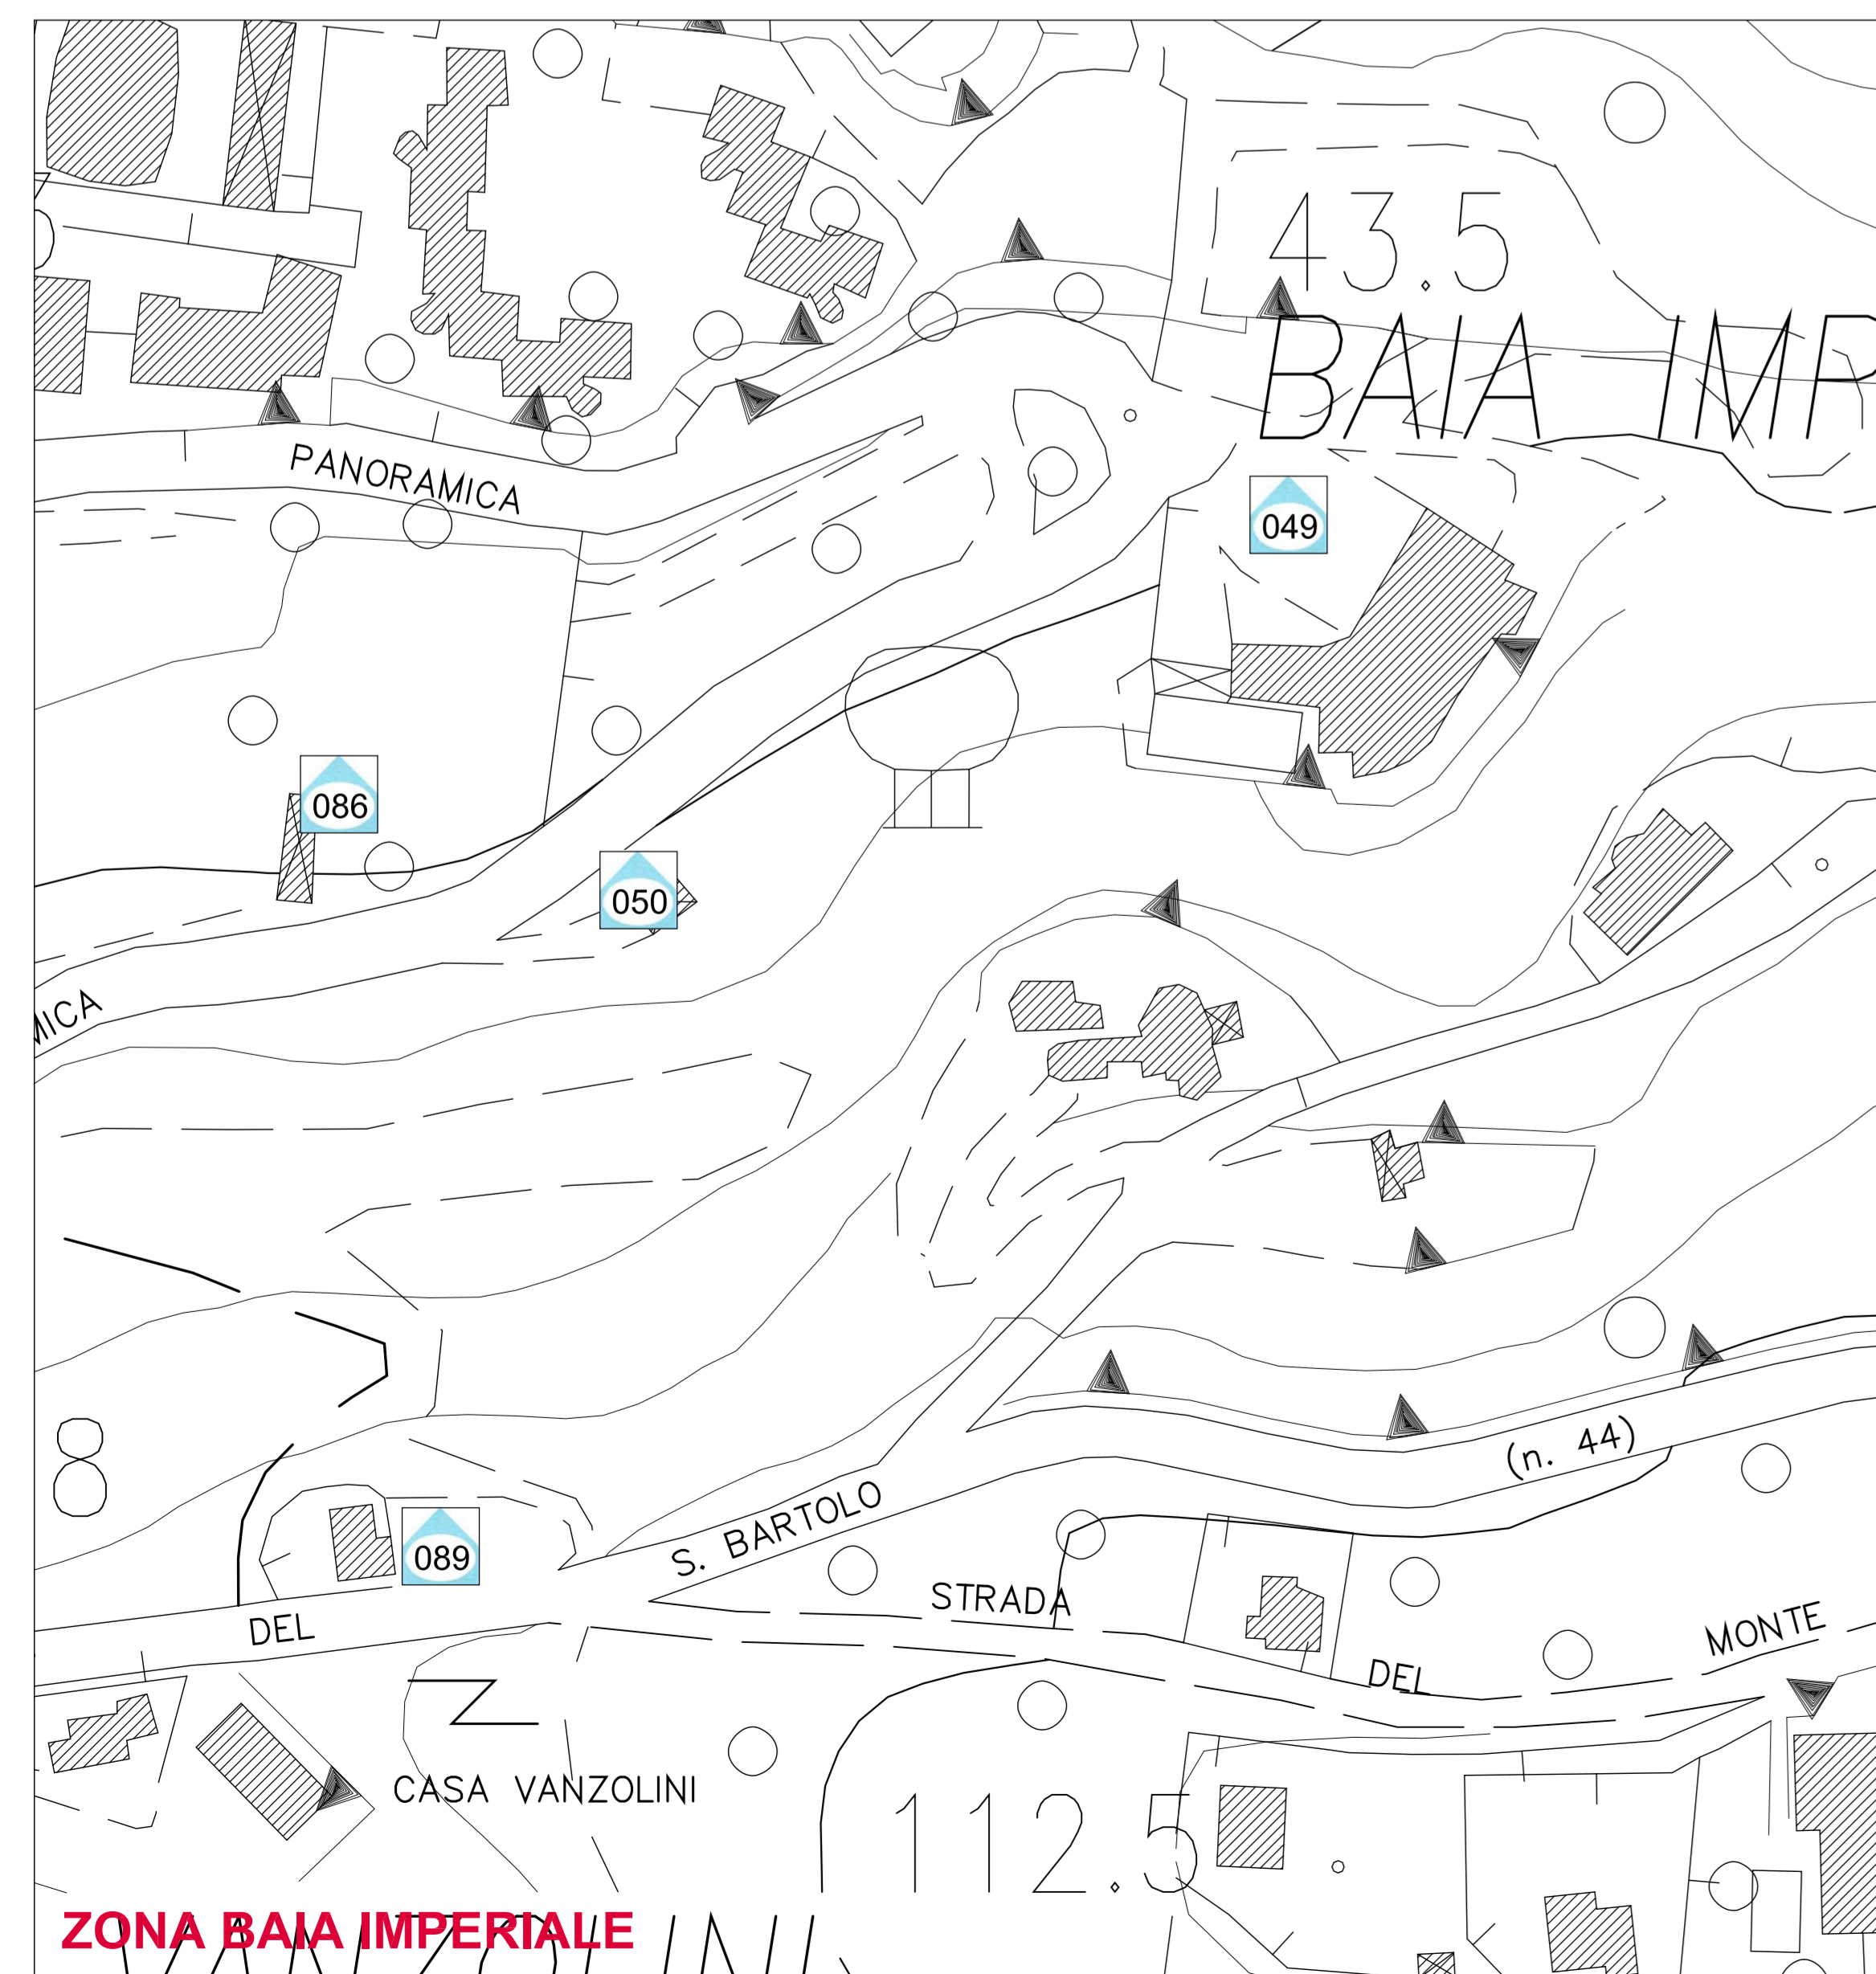 43.5
BAIA IMP
PANORAMICA
049
086
050
MICA
(n. 44)
S. BARTOLO
089
STRADA
DEL
MONTE
DEL
CASA VANZOLINI
112.5
ZONA BAIA IMPERIALE